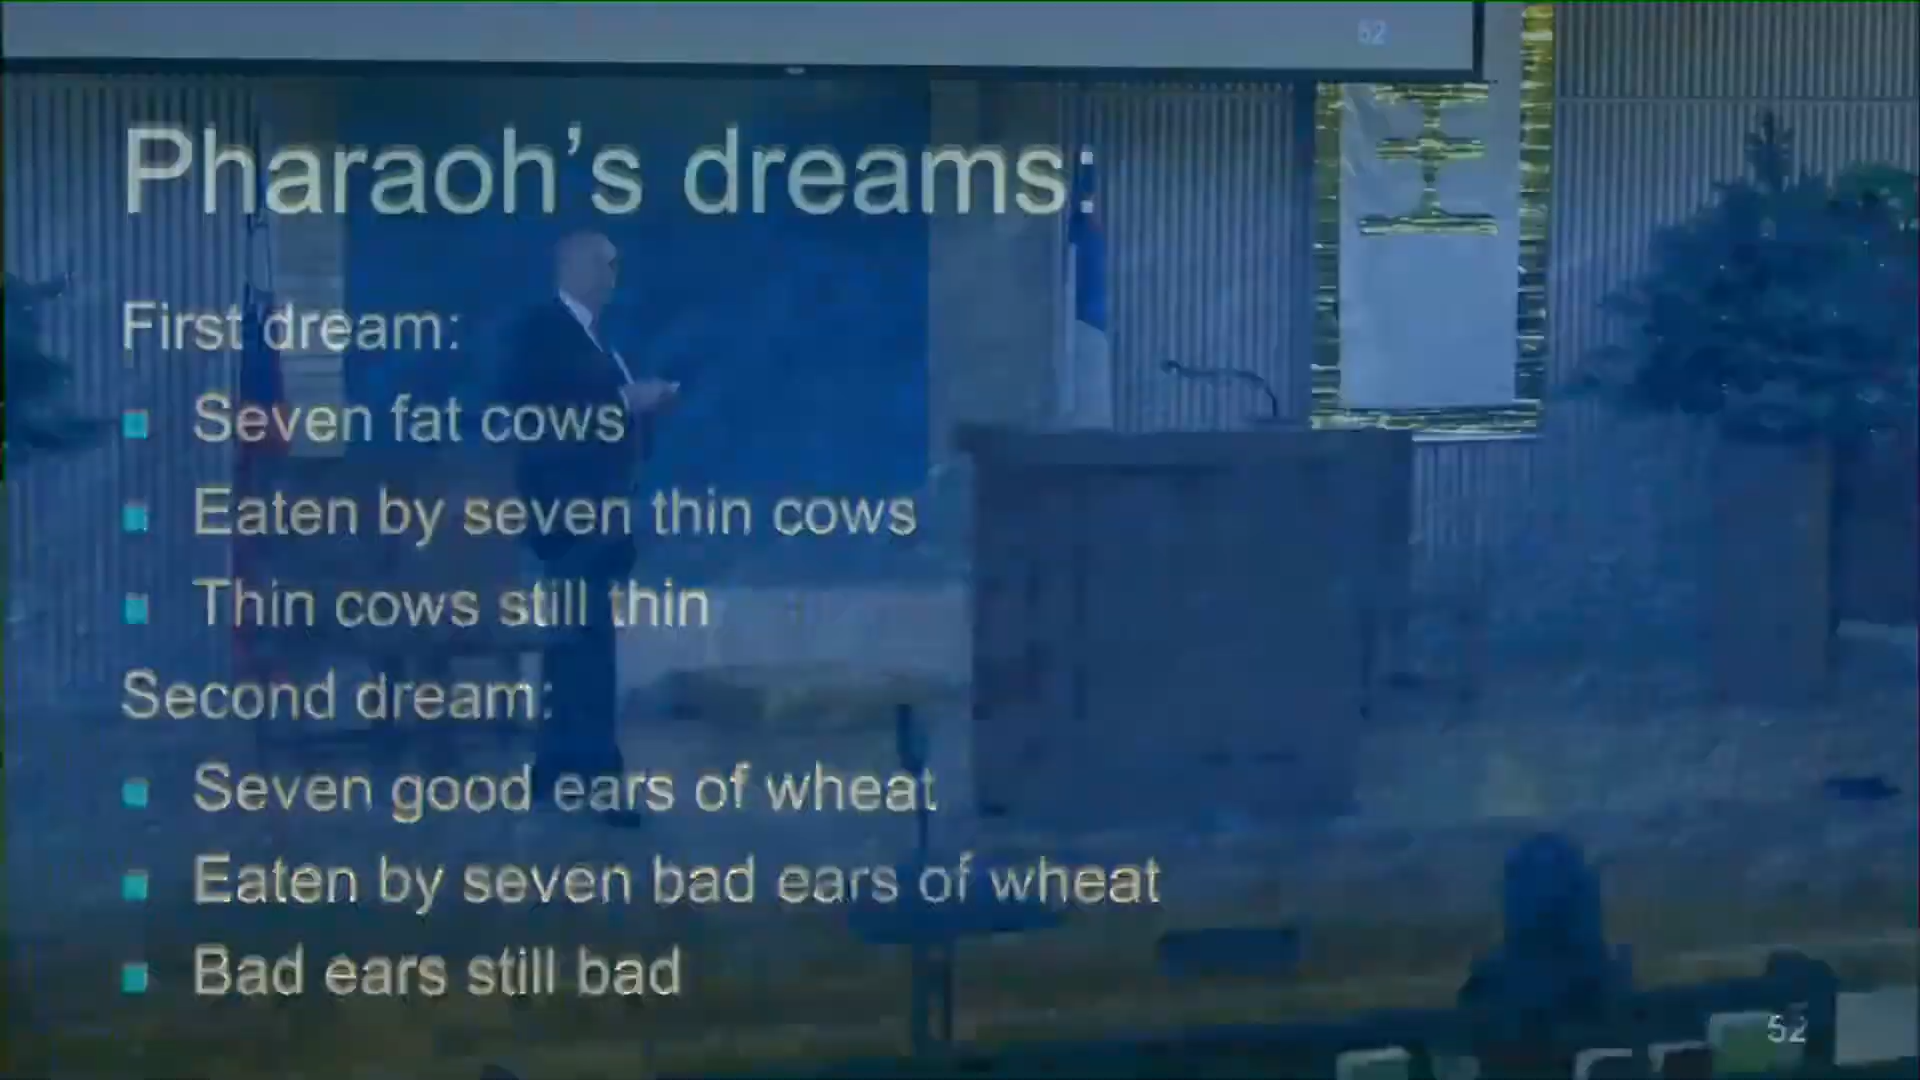 52
Pharaoh's dreams:
First dream:
Seven fat cows
Eaten by seven thin cows
Thin cows still thin
Second dream:
Seven good ears of wheat
Eaten by seven bad ears of wheat
Bad ears still bad
52